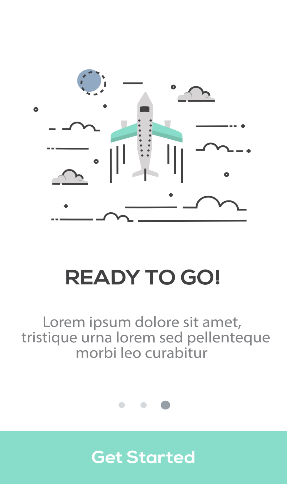 READY TO GO!
Lorem ipsum dolore sit amet,
tristique urna lorem sed pellenteque
morbi leo curabitur
Get Started